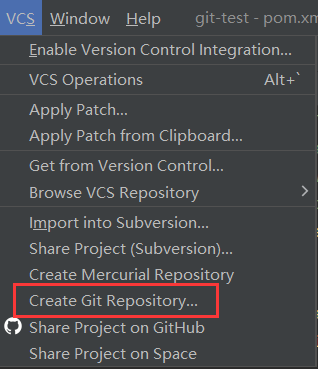 VCS Window Help git-test - pom.xm
Enable Version Control Integration...
VCS Operations Alt+`
Apply Patch...
Apply Patch from Clipboard...
Get from Version Control...
Browse VCS Repository
Import into Subversion...
Share Project (Subversion)...
Create Mercurial Repository
Create Git Repository...
Share Project on GitHub
Share Project on Space